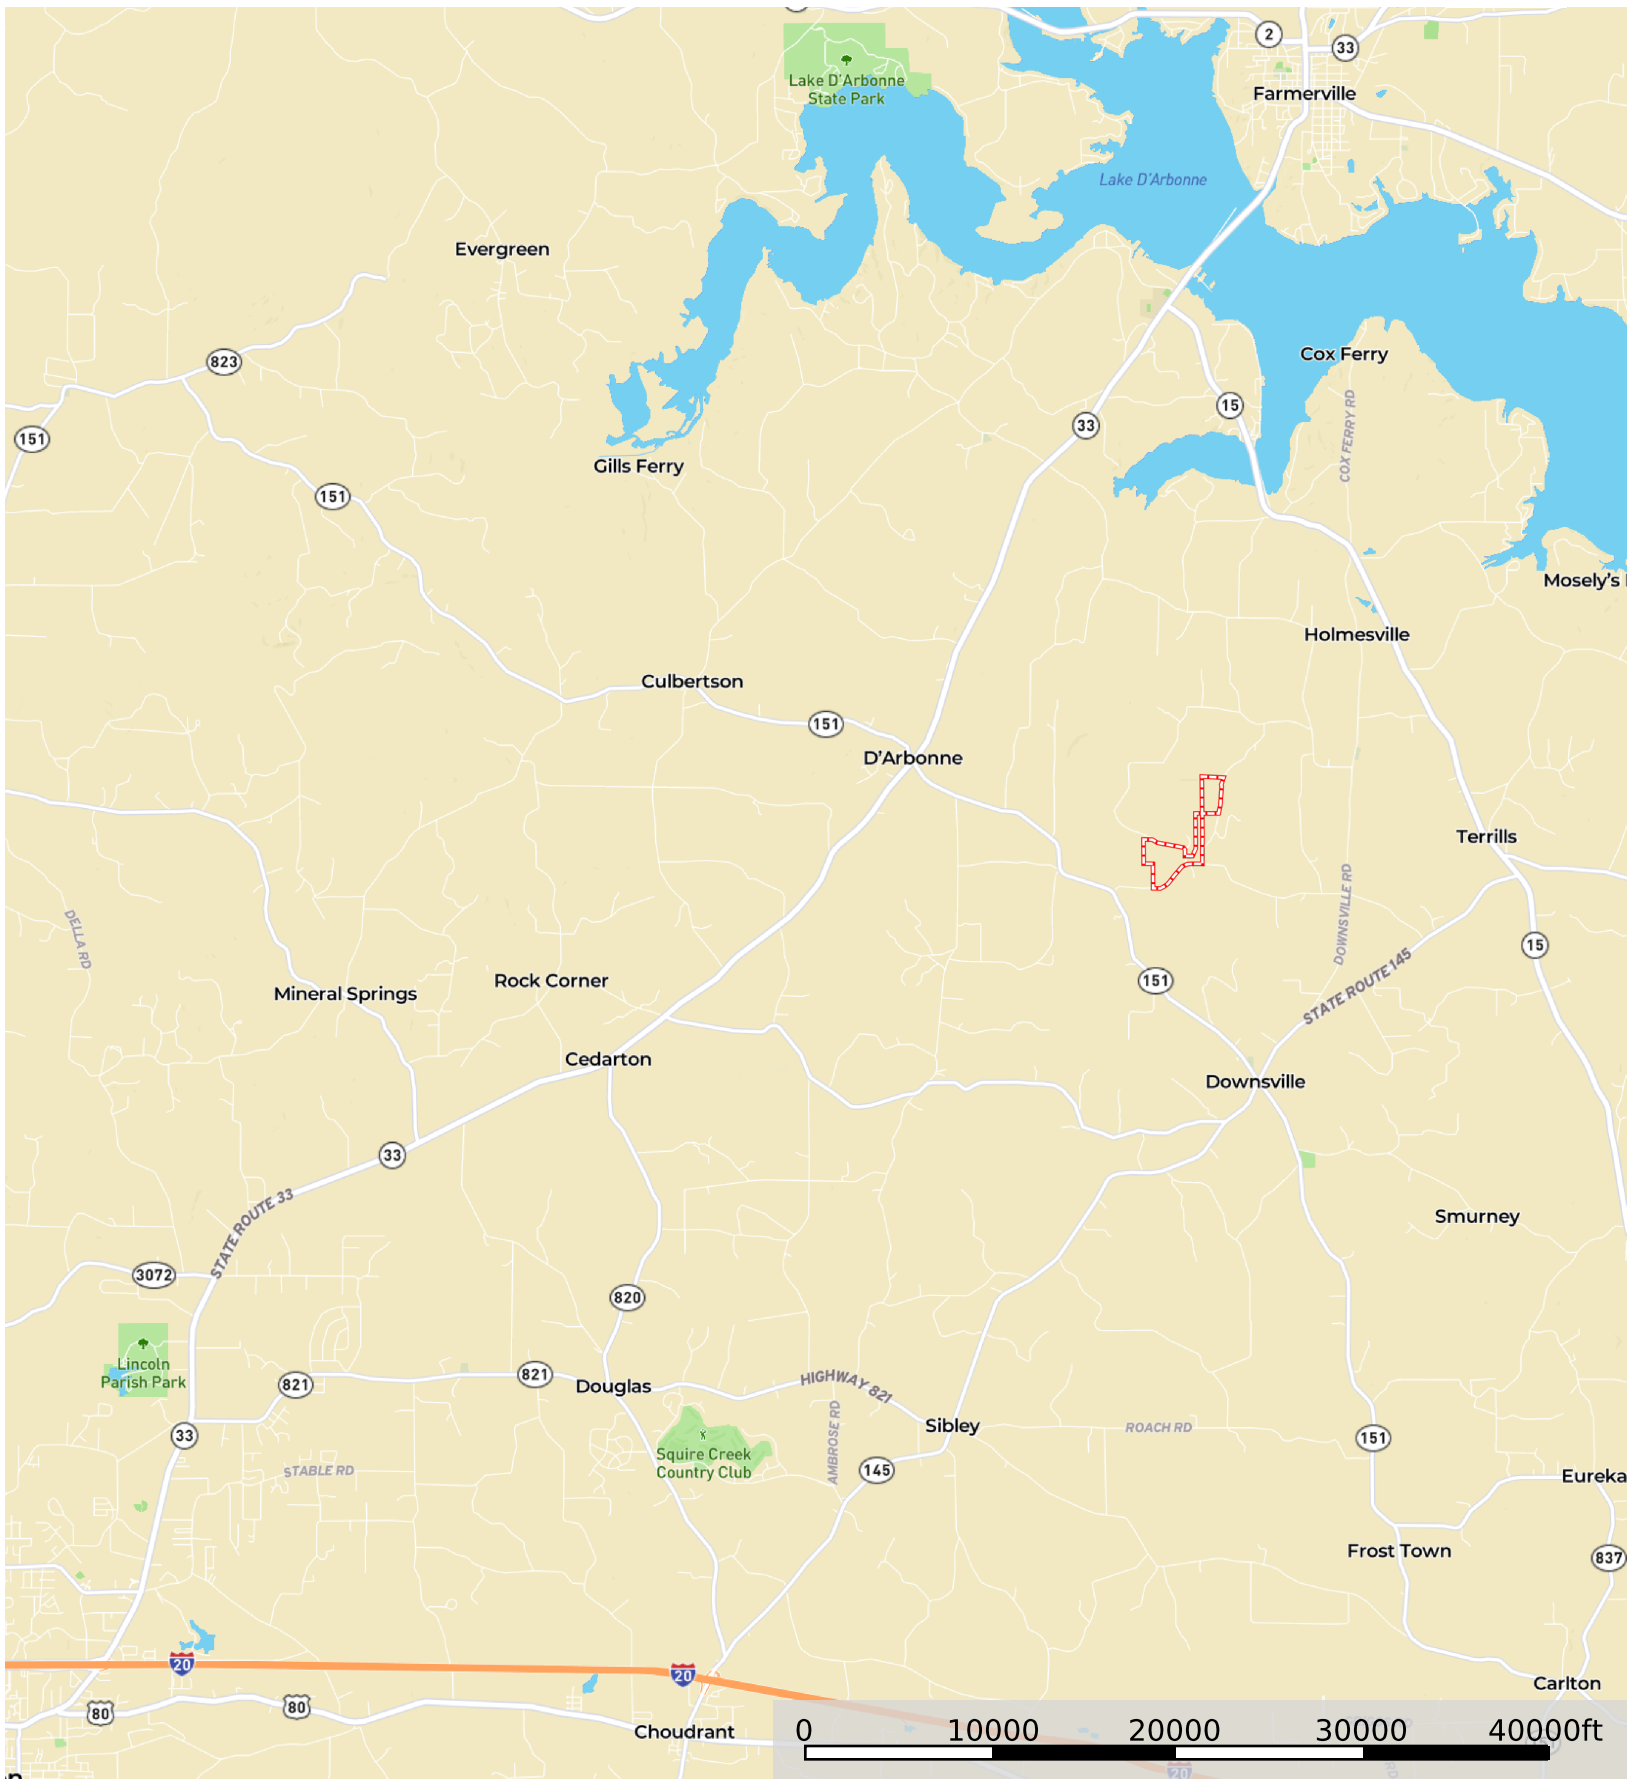 2
33
Farmerville
Lake D'Arbonne
State Park
Lake D'Arbonne
Evergreen
823
Cox Ferry
COX FERRY RD
15
33
151
Gills Ferry
151
Mosely's
Holmesville
Culbertson
151
D'Arbonne
Terrills
DELLA RD
DOWNSVILLE RD
15
STATE ROUTE 145
151
Rock Corner
Mineral Springs
Cedarton
Downsville
33
STATE ROUTE 33
Smurney
3072
820
Lincoln
Parish Park
821
821
Douglas
HIGHWAY 821
AMBROSE RD
Sibley
ROACH RD
33
151
Squire Creek
Country Club
145
STABLE RD
Eureka
Frost Town
837
20
20
Carlton
80
80
Choudrant
0 10000 20000 30000 40000ft
20
RD